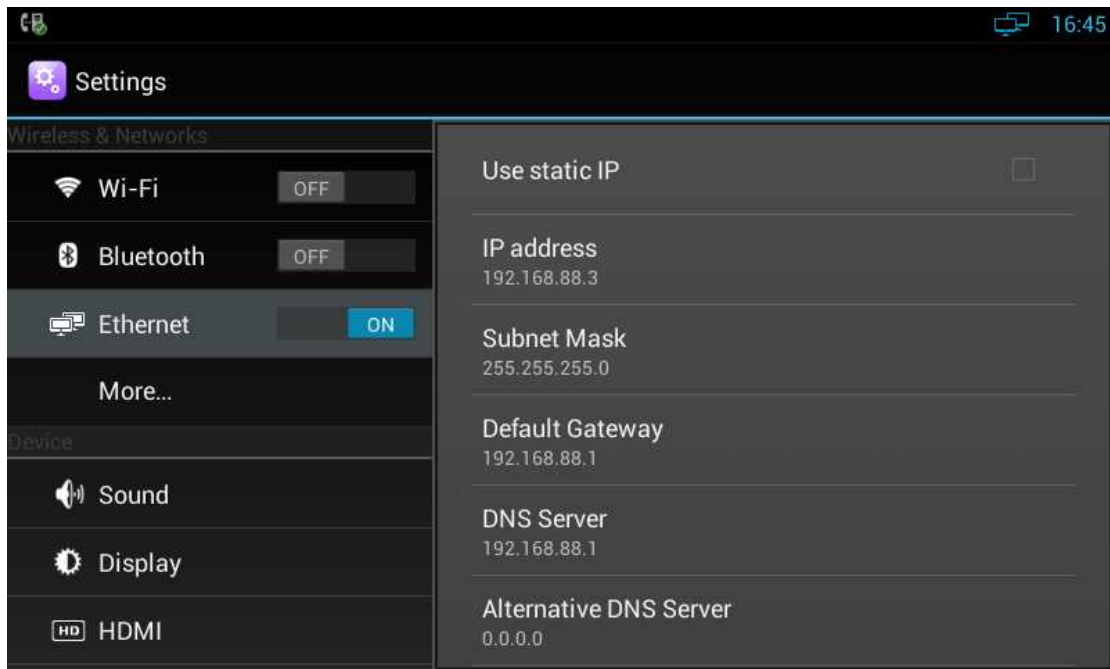 16:45
Settings
Wireless & Networks
Wi-Fi OFF
Bluetooth OFF
Ethernet ON
More...
Device
Sound
Display
HD HDMI
Use static IP
IP address
192.168.88.3
Subnet Mask
255.255.255.0
Default Gateway
192.168.88.1
DNS Server
192.168.88.1
Alternative DNS Server
0.0.0.0